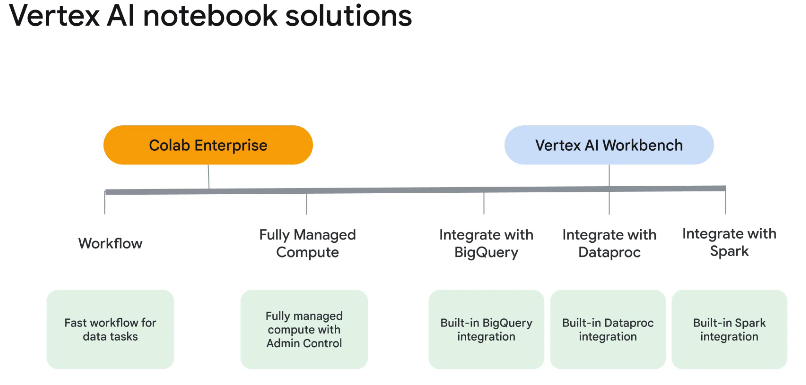 Vertex AI notebook solutions
Colab Enterprise
Vertex AI Workbench
Workflow
Fully Managed
Compute
Integrate with
BigQuery
Integrate with
Dataproc
Integrate with
Spark
Fast workflow for
data tasks
Fully managed
compute with
Admin Control
Built-in BigQuery
integration
Built-in Dataproc
integration
Built-in Spark
integration